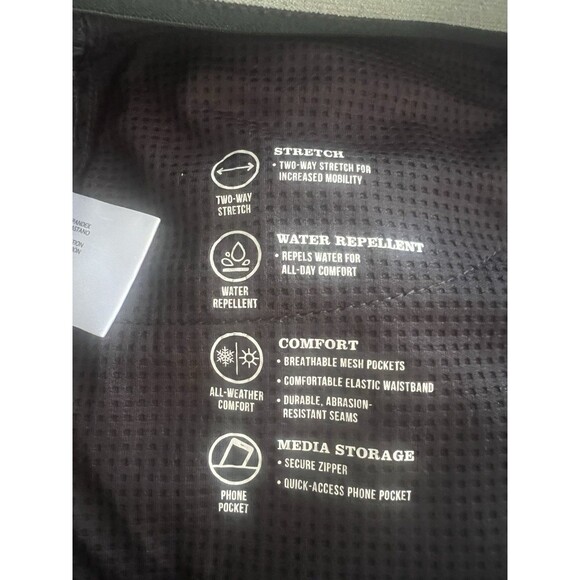 STRETCH
• TWO-WAY STRETCH FOR
INCREASED MOBILITY
TWO-WAY
STRETCH
WATER REPELLENT
• REPELS WATER FOR
ALL-DAY COMFORT
WATER
REPELLENT
COMFORT
• BREATHABLE MESH POCKETS
• COMFORTABLE ELASTIC WAISTBAND
• DURABLE, ABRASION-
RESISTANT SEAMS
ALL-WEATHER
COMFORT
MEDIA STORAGE
• SECURE ZIPPER
• QUICK-ACCESS PHONE POCKET
PHONE
POCKET